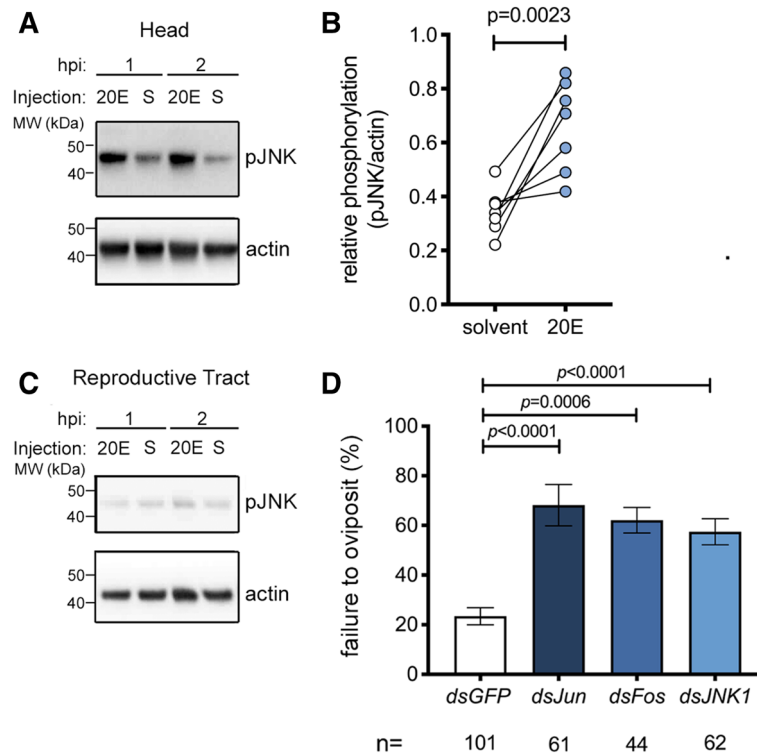 A
Head
hpi: 1 2
Injection: 20E S 20E S
MW (kDa)
50
40
pJNK
50
40
actin
B
p=0.0023
1.0
0.8
0.6
0.4
0.2
0.0
relative phosphorylation
(pJNK/actin)
solvent 20E
C
Reproductive Tract
hpi: 1 2
Injection: 20E S 20E S
MW (kDa)
50
40
pJNK
50
40
actin
D
p<0.0001
p=0.0006
p<0.0001
100
80
60
40
20
0
failure to oviposit (%)
dsGFP dsJun dsFos dsJNK1
n= 101 61 44 62